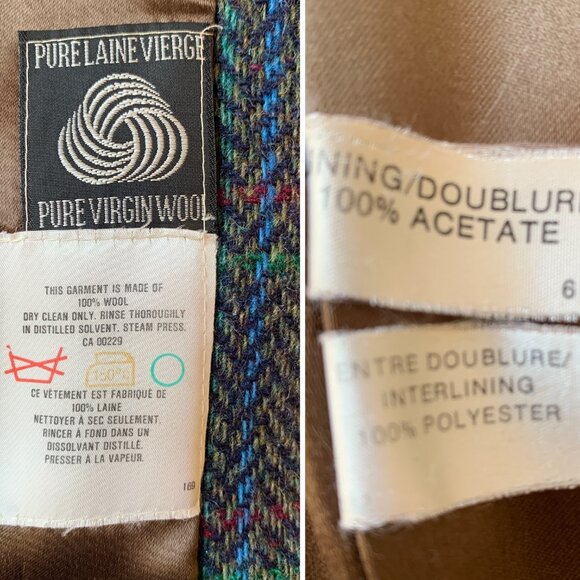 PURE LAINE VIERGE
PURE VIRGIN WOOL
THIS GARMENT IS MADE OF
100% WOOL
DRY CLEAN ONLY. RINSE THOROUGHLY
IN DISTILLED SOLVENT. STEAM PRESS.
CA 00229
150°
CE VÊTEMENT EST FABRIQUÉ DE
100% LAINE
NETTOYER À SEC SEULEMENT.
RINCER À FOND DANS UN
DISSOLVANT DISTILLÉ.
PRESSER À LA VAPEUR.
NING/DOUBLUR
100% ACETATE
6
ENTRE DOUBLURE/
INTERLINING
100% POLYESTER